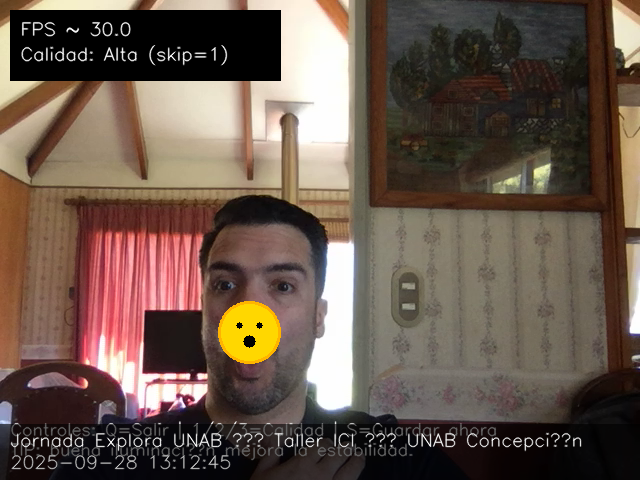 FPS ~ 30.0
Calidad: Alta (skip=1)
Controles: Q=Salir | 1/2/3=Calidad | S=Guardar ahora
Jornada Explora UNAB ??? Taller ICI ??? UNAB Concepci??n
TIP: buena iluminaci??n mejora la estabilidad.
2025-09-28 13:12:45